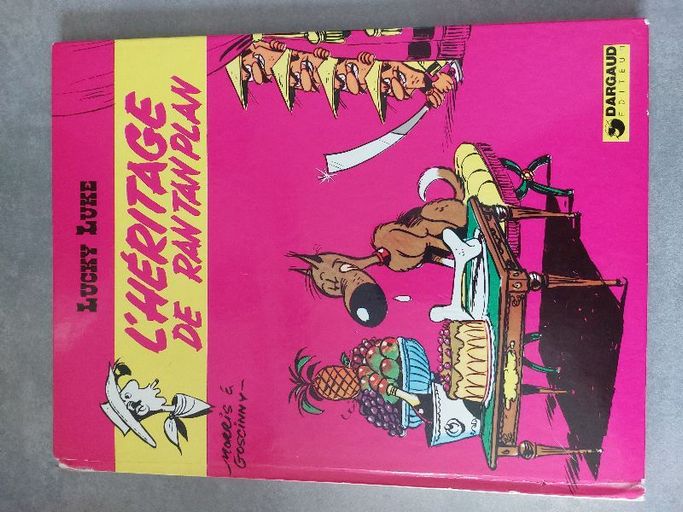 LUCKY LUKE
L'HÉRITAGE
DE RANTANPLAN
MORRIS &
GOSCINNY
DARGAUD
ÉDITEUR